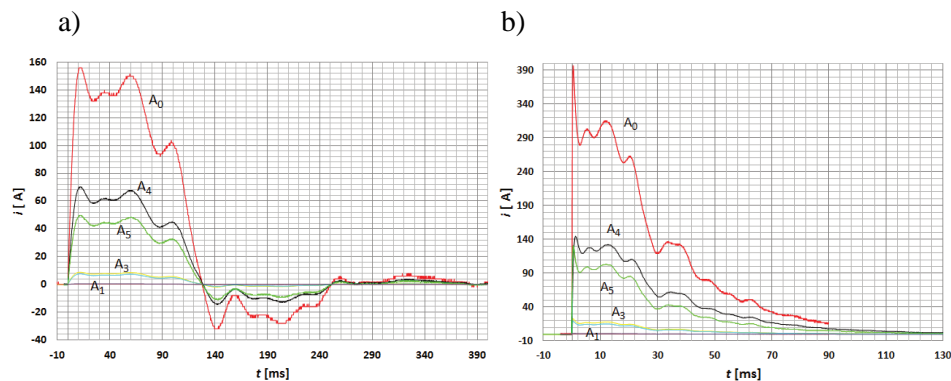 a)
i [ A]
160
140
120
100
80
60
40
20
0
-20
-40
A₀
A₄
A₅
A₃
A₁
-10 40 90 140 190 240 290 340 390
t [ms]
b)
i [ A]
390
340
290
240
190
140
90
40
-10
A₀
A₄
A₅
A₃
A₁
-10 10 30 50 70 90 110 130
t [ms]